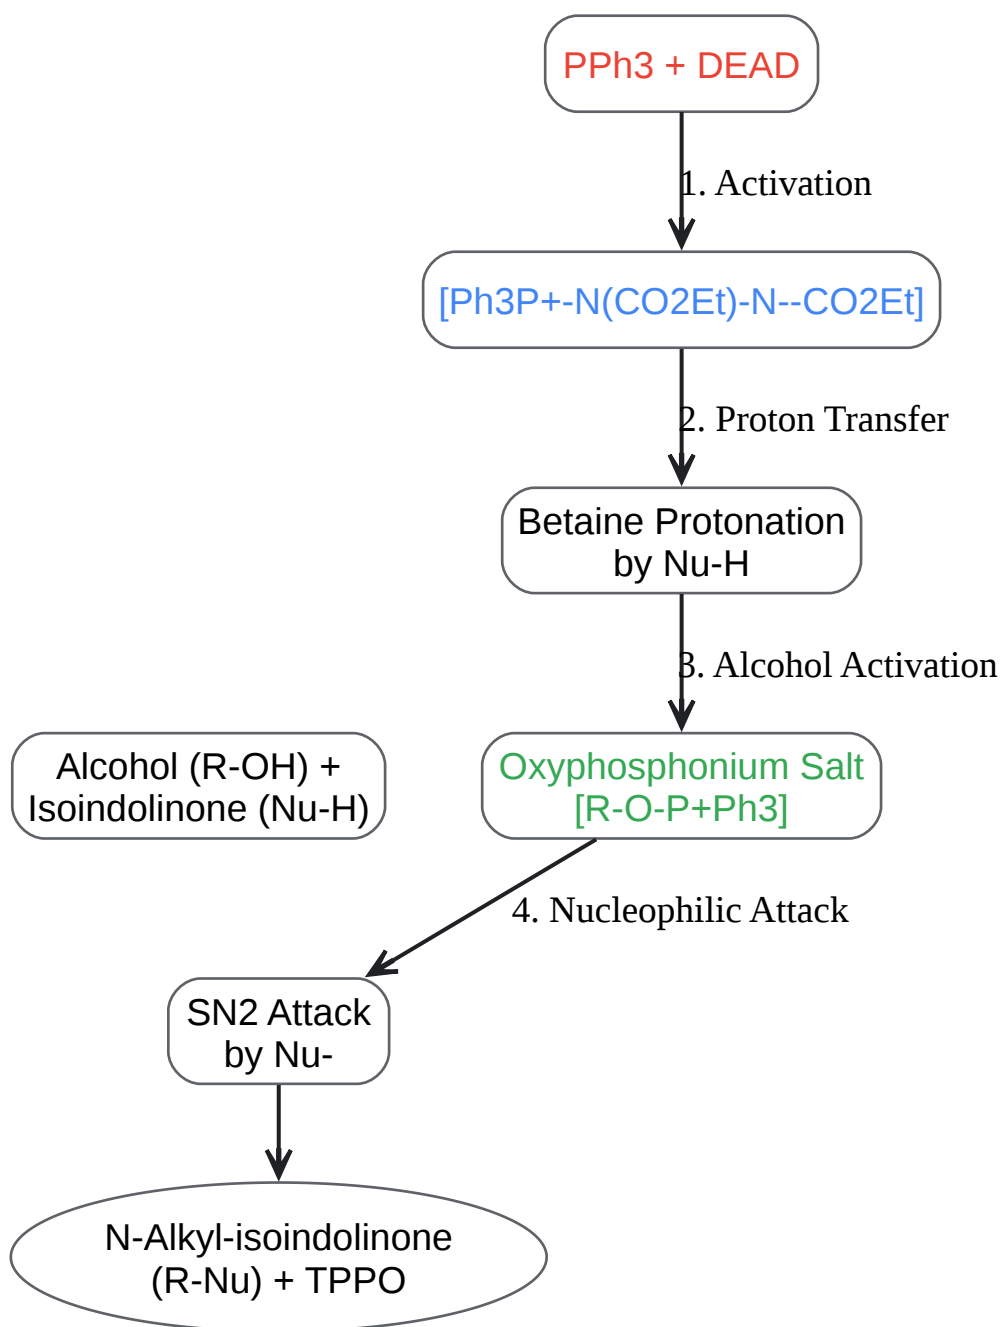 PPh3 + DEAD
1. Activation
[Ph3P+-N(CO2Et)-N--CO2Et]
2. Proton Transfer
Betaine Protonation
by Nu-H
3. Alcohol Activation
Alcohol (R-OH) +
Isoindolinone (Nu-H)
Oxyphosphonium Salt
[R-O-P+Ph3]
4. Nucleophilic Attack
SN2 Attack
by Nu-
N-Alkyl-isoindolinone
(R-Nu) + TPPO